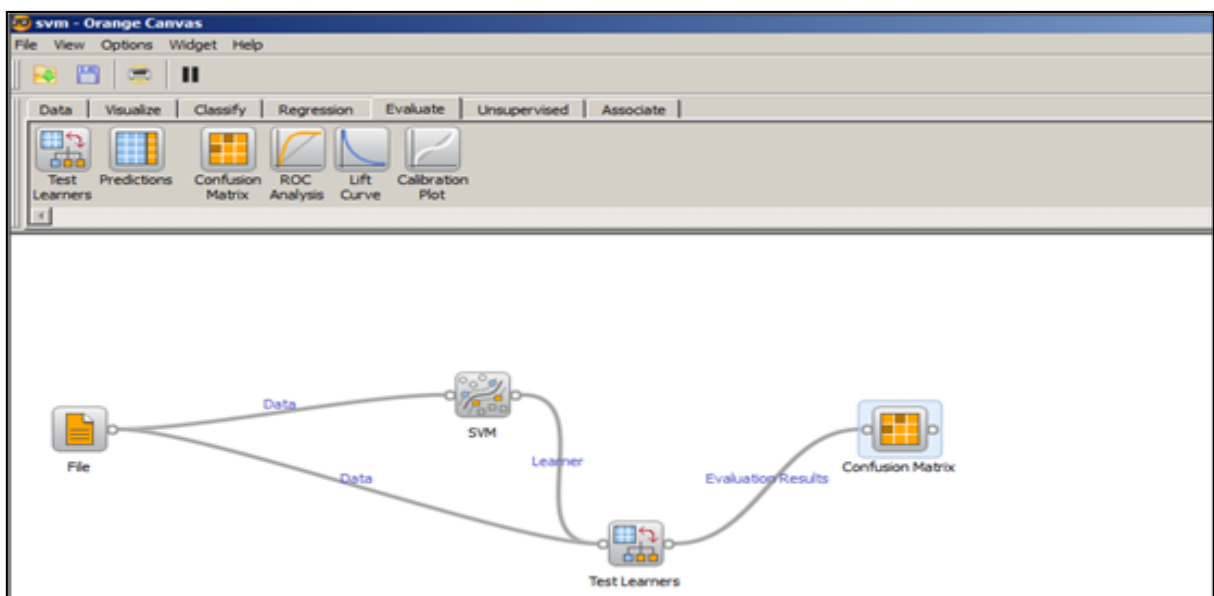 svm - Orange Canvas
File View Options Widget Help
Data Visualize Classify Regression Evaluate Unsupervised Associate
Test Learners
Predictions
Confusion Matrix
ROC Analysis
Lift Curve
Calibration Plot
Data
SVM
File
Learner
Data
Evaluation Results
Confusion Matrix
Test Learners